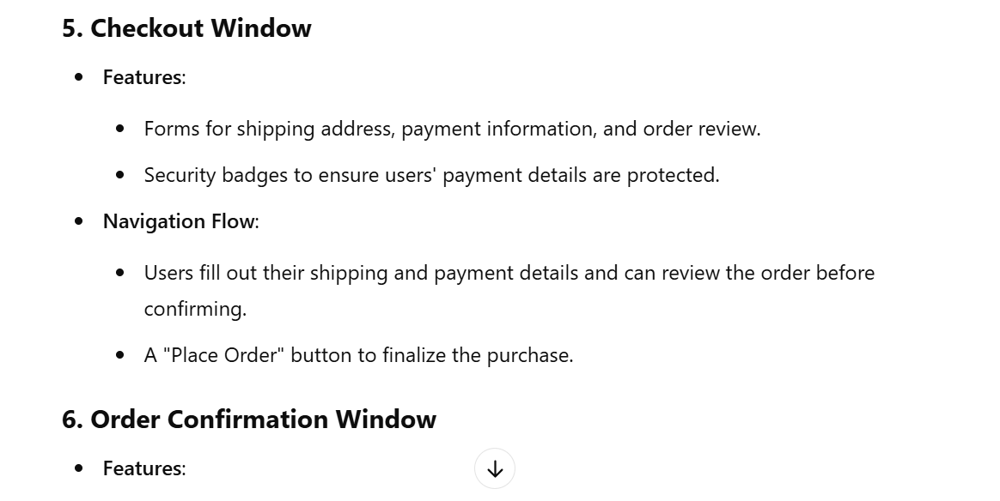 5. Checkout Window
Features:
Forms for shipping address, payment information, and order review.
Security badges to ensure users' payment details are protected.
Navigation Flow:
Users fill out their shipping and payment details and can review the order before
confirming.
A "Place Order" button to finalize the purchase.
6. Order Confirmation Window
Features: